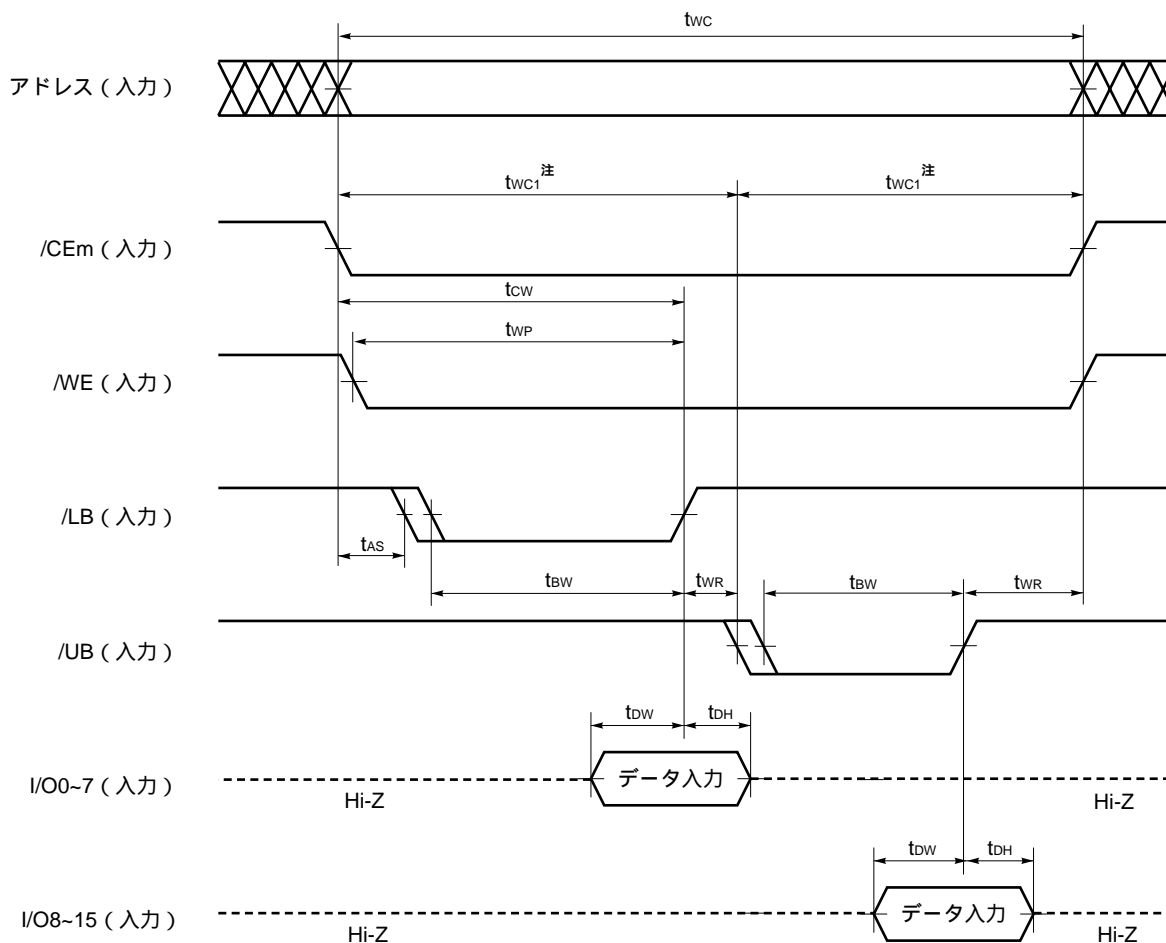 tWC
アドレス（入力）
tWC1注 tWC1注
/CEm（入力）
tCW
tWP
/WE（入力）
/LB（入力）
tAS
tBW tWR tBW tWR
/UB（入力）
tDW tDH
I/O0~7（入力） データ入力
Hi-Z Hi-Z
tDW tDH
I/O8~15（入力） データ入力
Hi-Z Hi-Z